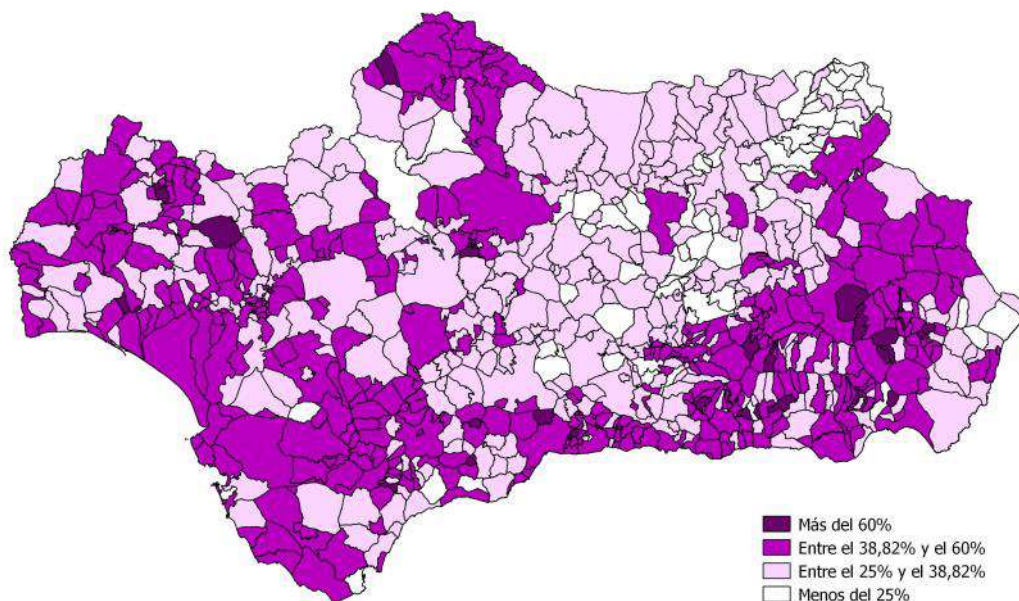 Más del 60%
Entre el 38,82% y el 60%
Entre el 25% y el 38,82%
Menos del 25%